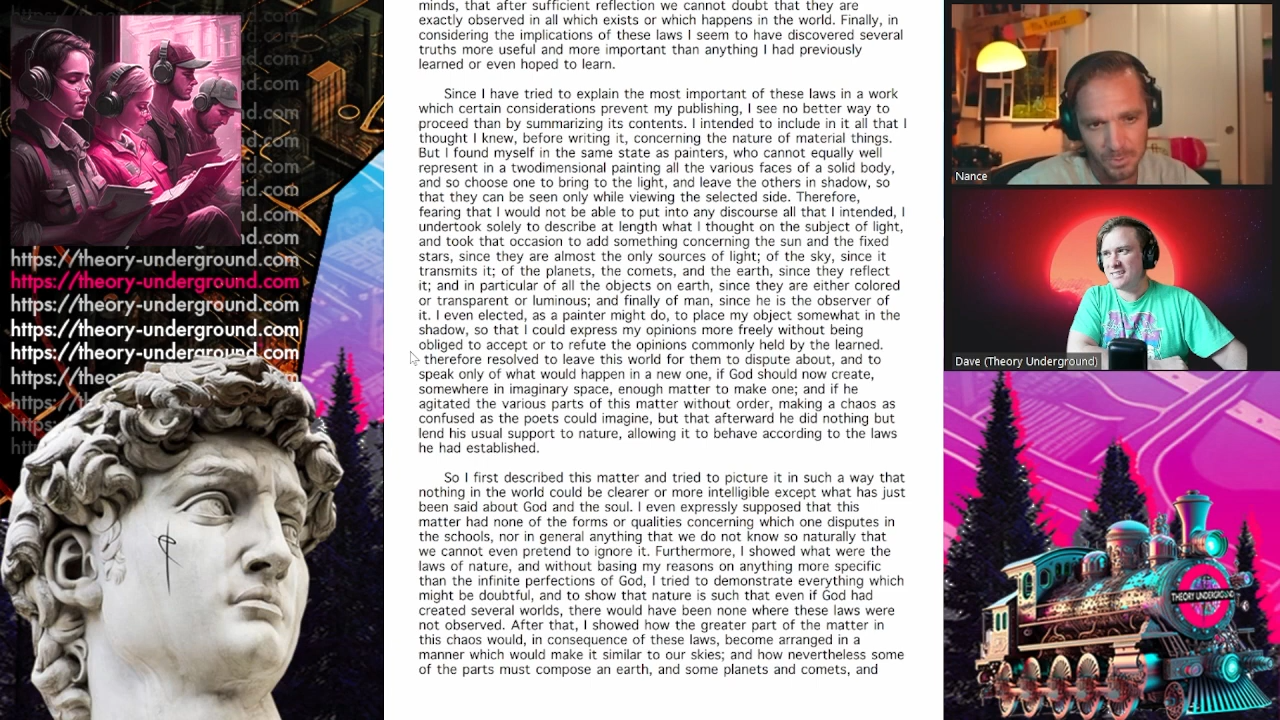 https://theory-underground.com
https://theory-underground.com
https://theory-underground.com
https://theory-underground.com
https://theory-underground.com
minds, that after sufficient reflection we cannot doubt that they are
exactly observed in all which exists or which happens in the world. Finally, in
considering the implications of these laws I seem to have discovered several
truths more useful and more important than anything I had previously
learned or even hoped to learn.
Since I have tried to explain the most important of these laws in a work
which certain considerations prevent my publishing, I see no better way to
proceed than by summarizing its contents. I intended to include in it all that I
thought I knew, before writing it, concerning the nature of material things.
But I found myself in the same state as painters, who cannot equally well
represent in a twodimensional painting all the various faces of a solid body,
and so choose one to bring to the light, and leave the others in shadow, so
that they can be seen only while viewing the selected side. Therefore,
fearing that I would not be able to put into any discourse all that I intended, I
undertook solely to describe at length what I thought on the subject of light,
and took that occasion to add something concerning the sun and the fixed
stars, since they are almost the only sources of light; of the sky, since it
transmits it; of the planets, the comets, and the earth, since they reflect
it; and in particular of all the objects on earth, since they are either colored
or transparent or luminous; and finally of man, since he is the observer of
it. I even elected, as a painter might do, to place my object somewhat in the
shadow, so that I could express my opinions more freely without being
obliged to accept or to refute the opinions commonly held by the learned.
therefore resolved to leave this world for them to dispute about, and to
speak only of what would happen in a new one, if God should now create,
somewhere in imaginary space, enough matter to make one; and if he
agitated the various parts of this matter without order, making a chaos as
confused as the poets could imagine, but that afterward he did nothing but
lend his usual support to nature, allowing it to behave according to the laws
he had established.
So I first described this matter and tried to picture it in such a way that
nothing in the world could be clearer or more intelligible except what has just
been said about God and the soul. I even expressly supposed that this
matter had none of the forms or qualities concerning which one disputes in
the schools, nor in general anything that we do not know so naturally that
we cannot even pretend to ignore it. Furthermore, I showed what were the
laws of nature, and without basing my reasons on anything more specific
than the infinite perfections of God, I tried to demonstrate everything which
might be doubtful, and to show that nature is such that even if God had
created several worlds, there would have been none where these laws were
not observed. After that, I showed how the greater part of the matter in
this chaos would, in consequence of these laws, become arranged in a
manner which would make it similar to our skies; and how nevertheless some
of the parts must compose an earth, and some planets and comets, and
Nance
Dave (Theory Underground)
THEORY UNDERGROUND